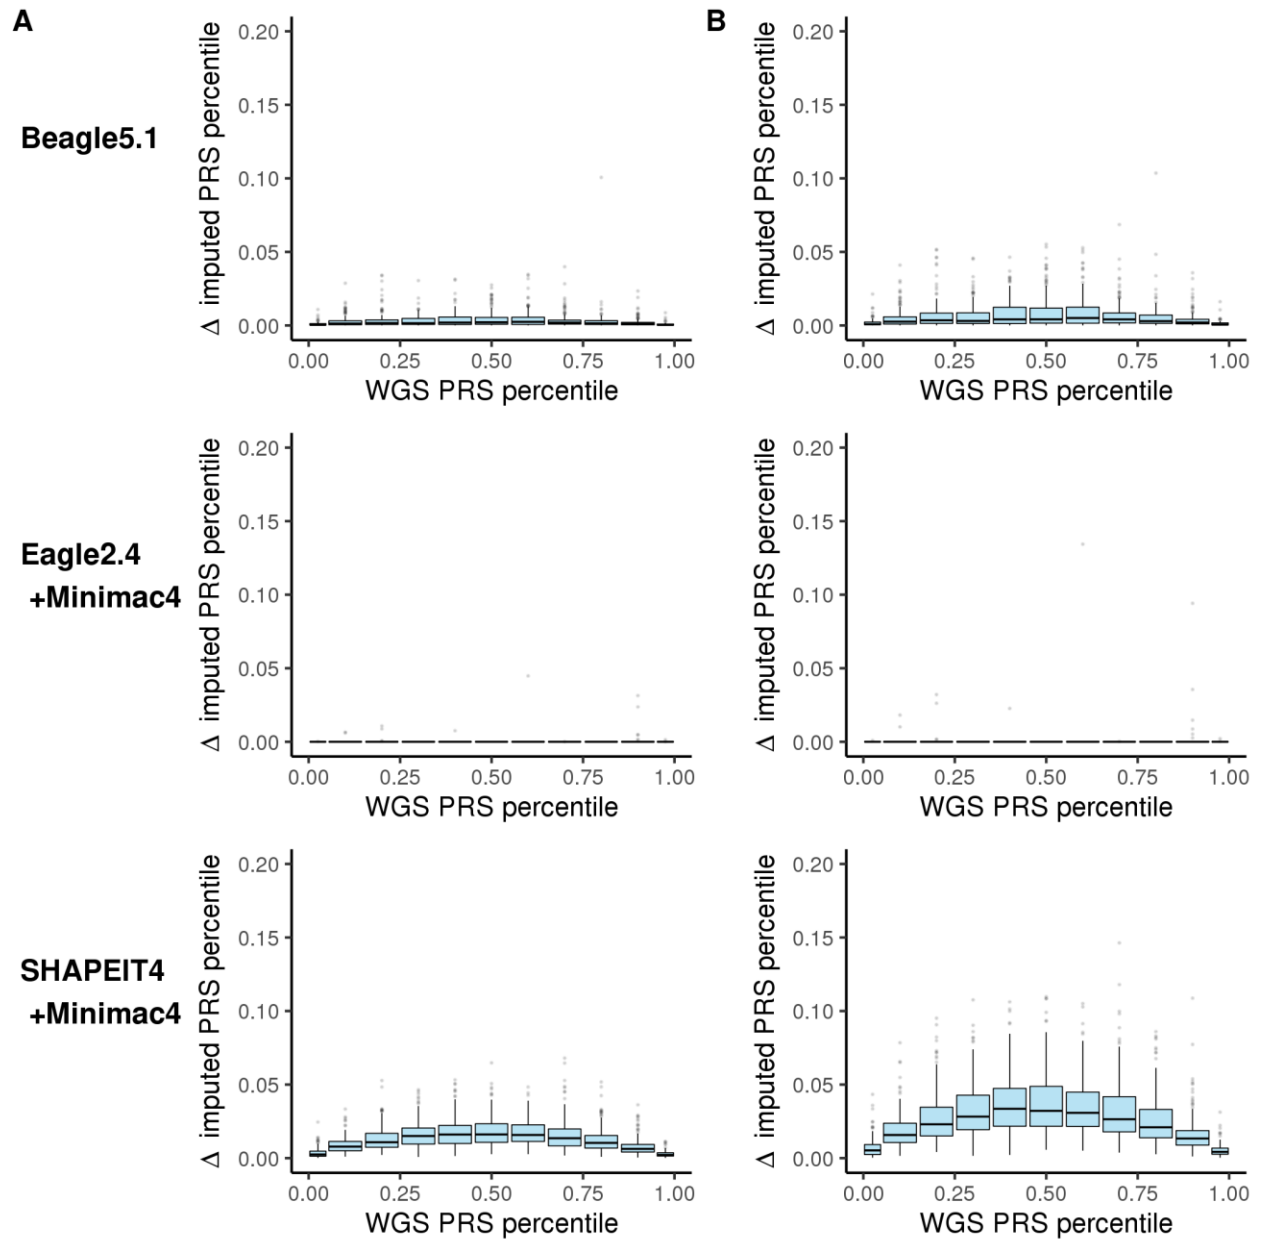 A
B
Beagle5.1
Δ imputed PRS percentile
0.20
0.15
0.10
0.05
0.00
0.00 0.25 0.50 0.75 1.00
WGS PRS percentile
Δ imputed PRS percentile
0.20
0.15
0.10
0.05
0.00
0.00 0.25 0.50 0.75 1.00
WGS PRS percentile
Eagle2.4
+Minimac4
Δ imputed PRS percentile
0.20
0.15
0.10
0.05
0.00
0.00 0.25 0.50 0.75 1.00
WGS PRS percentile
Δ imputed PRS percentile
0.20
0.15
0.10
0.05
0.00
0.00 0.25 0.50 0.75 1.00
WGS PRS percentile
SHAPEIT4
+Minimac4
Δ imputed PRS percentile
0.20
0.15
0.10
0.05
0.00
0.00 0.25 0.50 0.75 1.00
WGS PRS percentile
Δ imputed PRS percentile
0.20
0.15
0.10
0.05
0.00
0.00 0.25 0.50 0.75 1.00
WGS PRS percentile